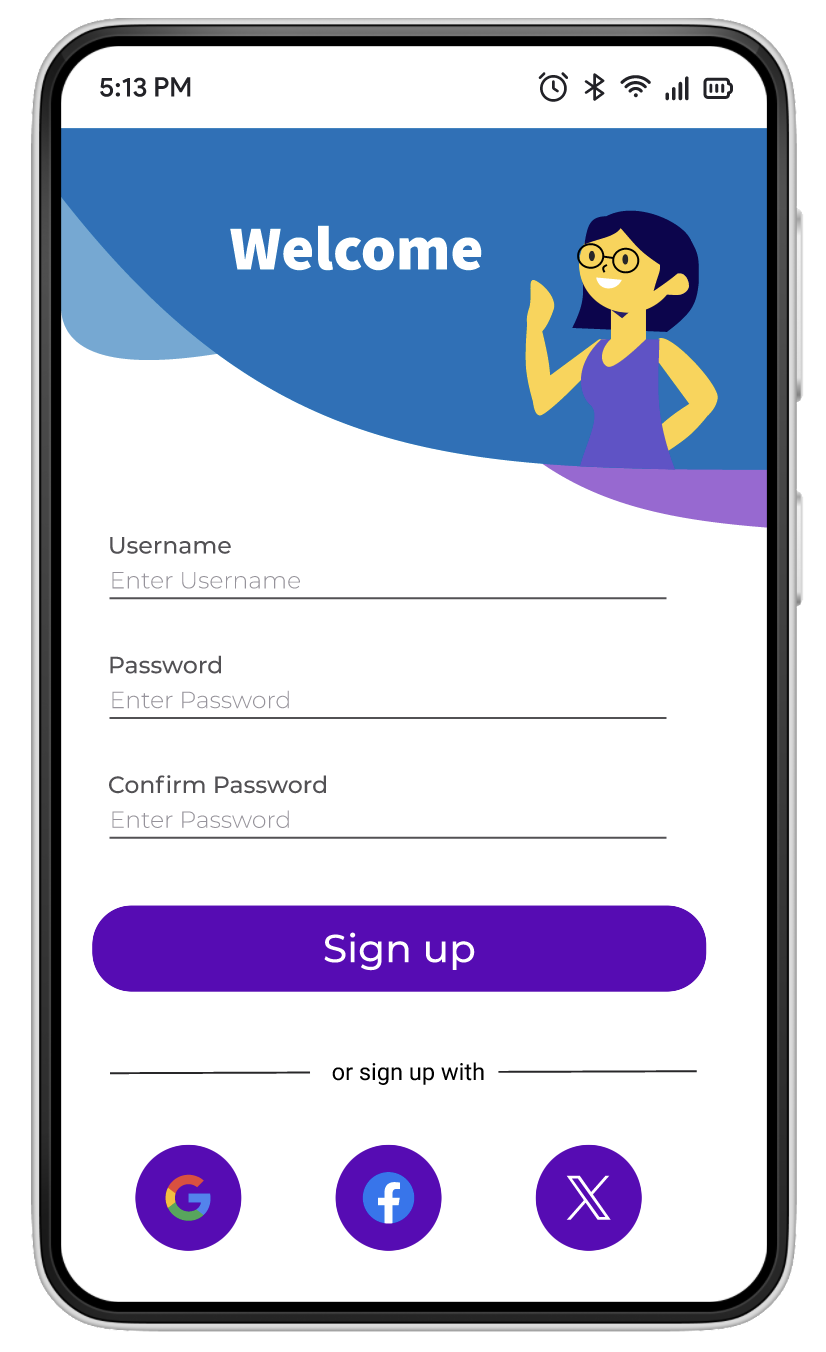 5:13 PM
Welcome
Username
Enter Username
Password
Enter Password
Confirm Password
Enter Password
Sign up
or sign up with